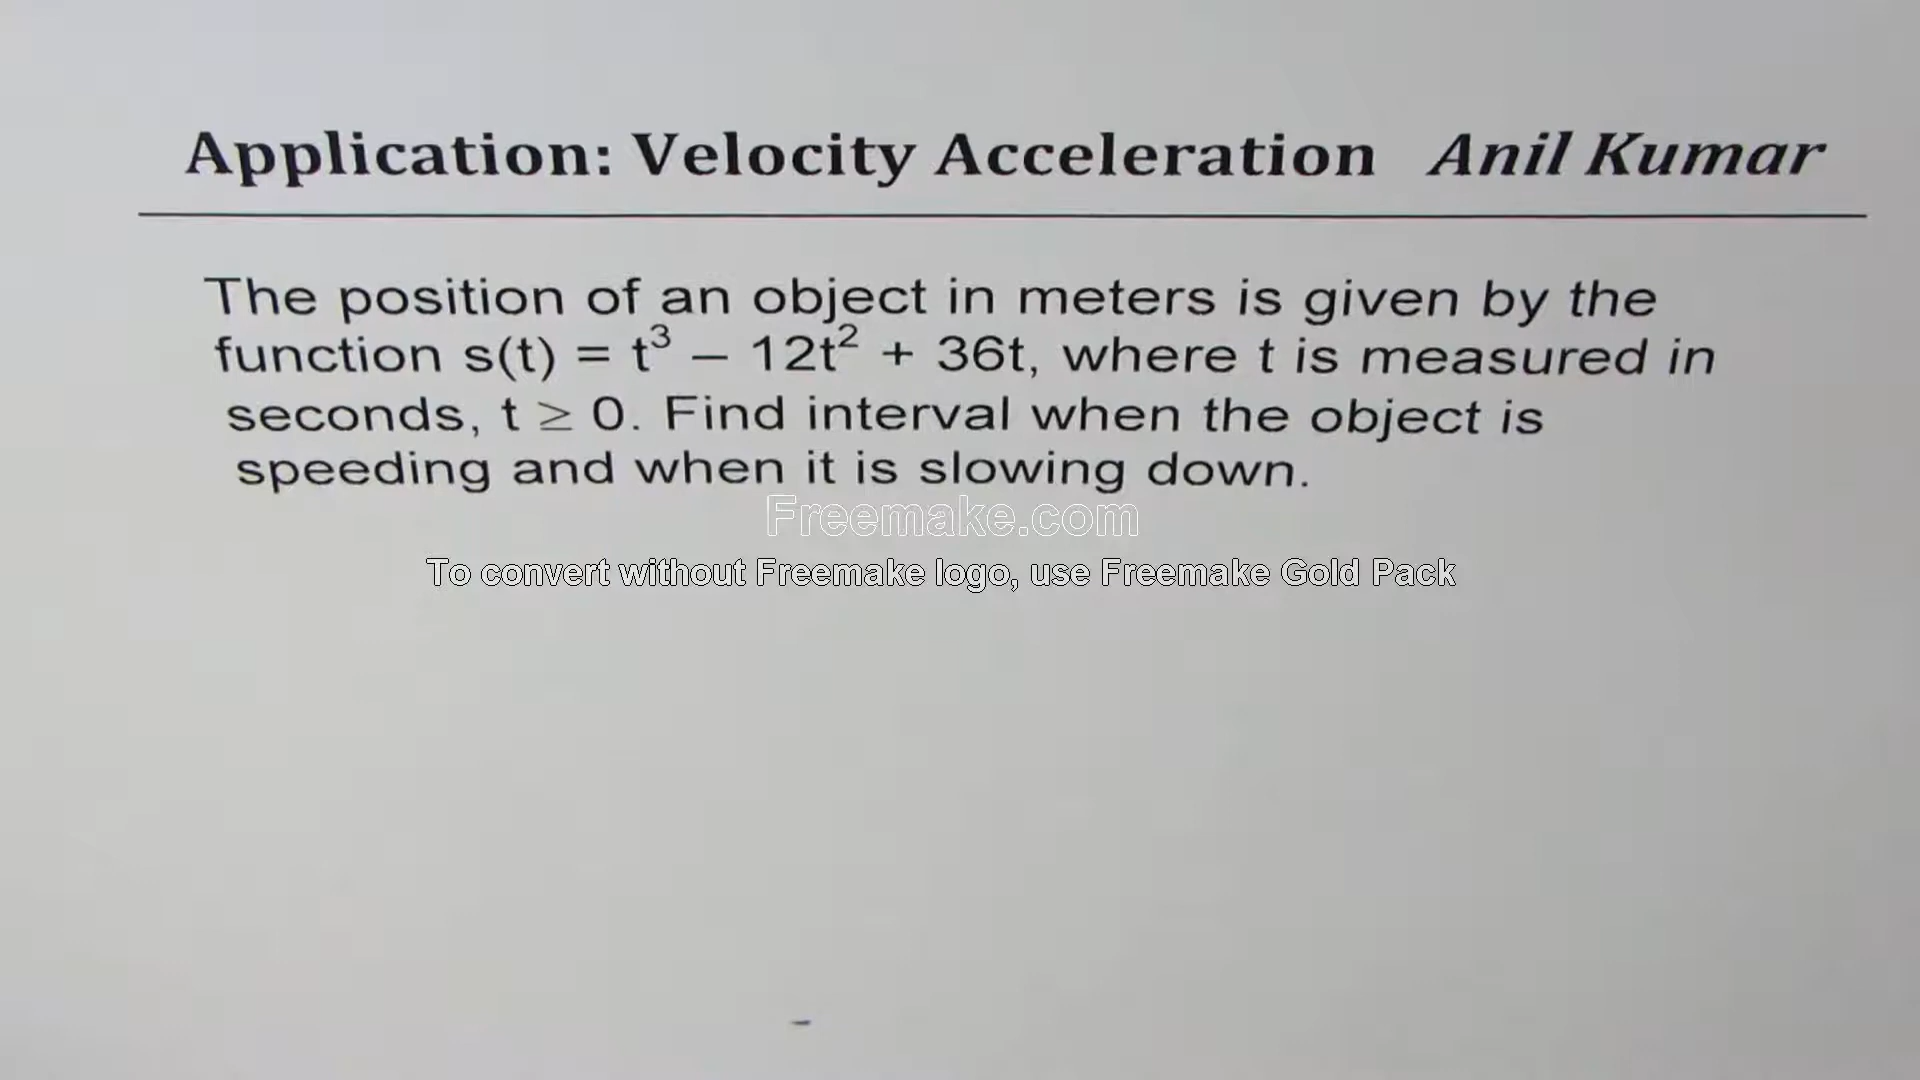 Application: Velocity Acceleration Anil Kumar
The position of an object in meters is given by the
function s(t) = t³ – 12t² + 36t, where t is measured in
seconds, t ≥ 0. Find interval when the object is
speeding and when it is slowing down.
Freemake.com
To convert without Freemake logo, use Freemake Gold Pack